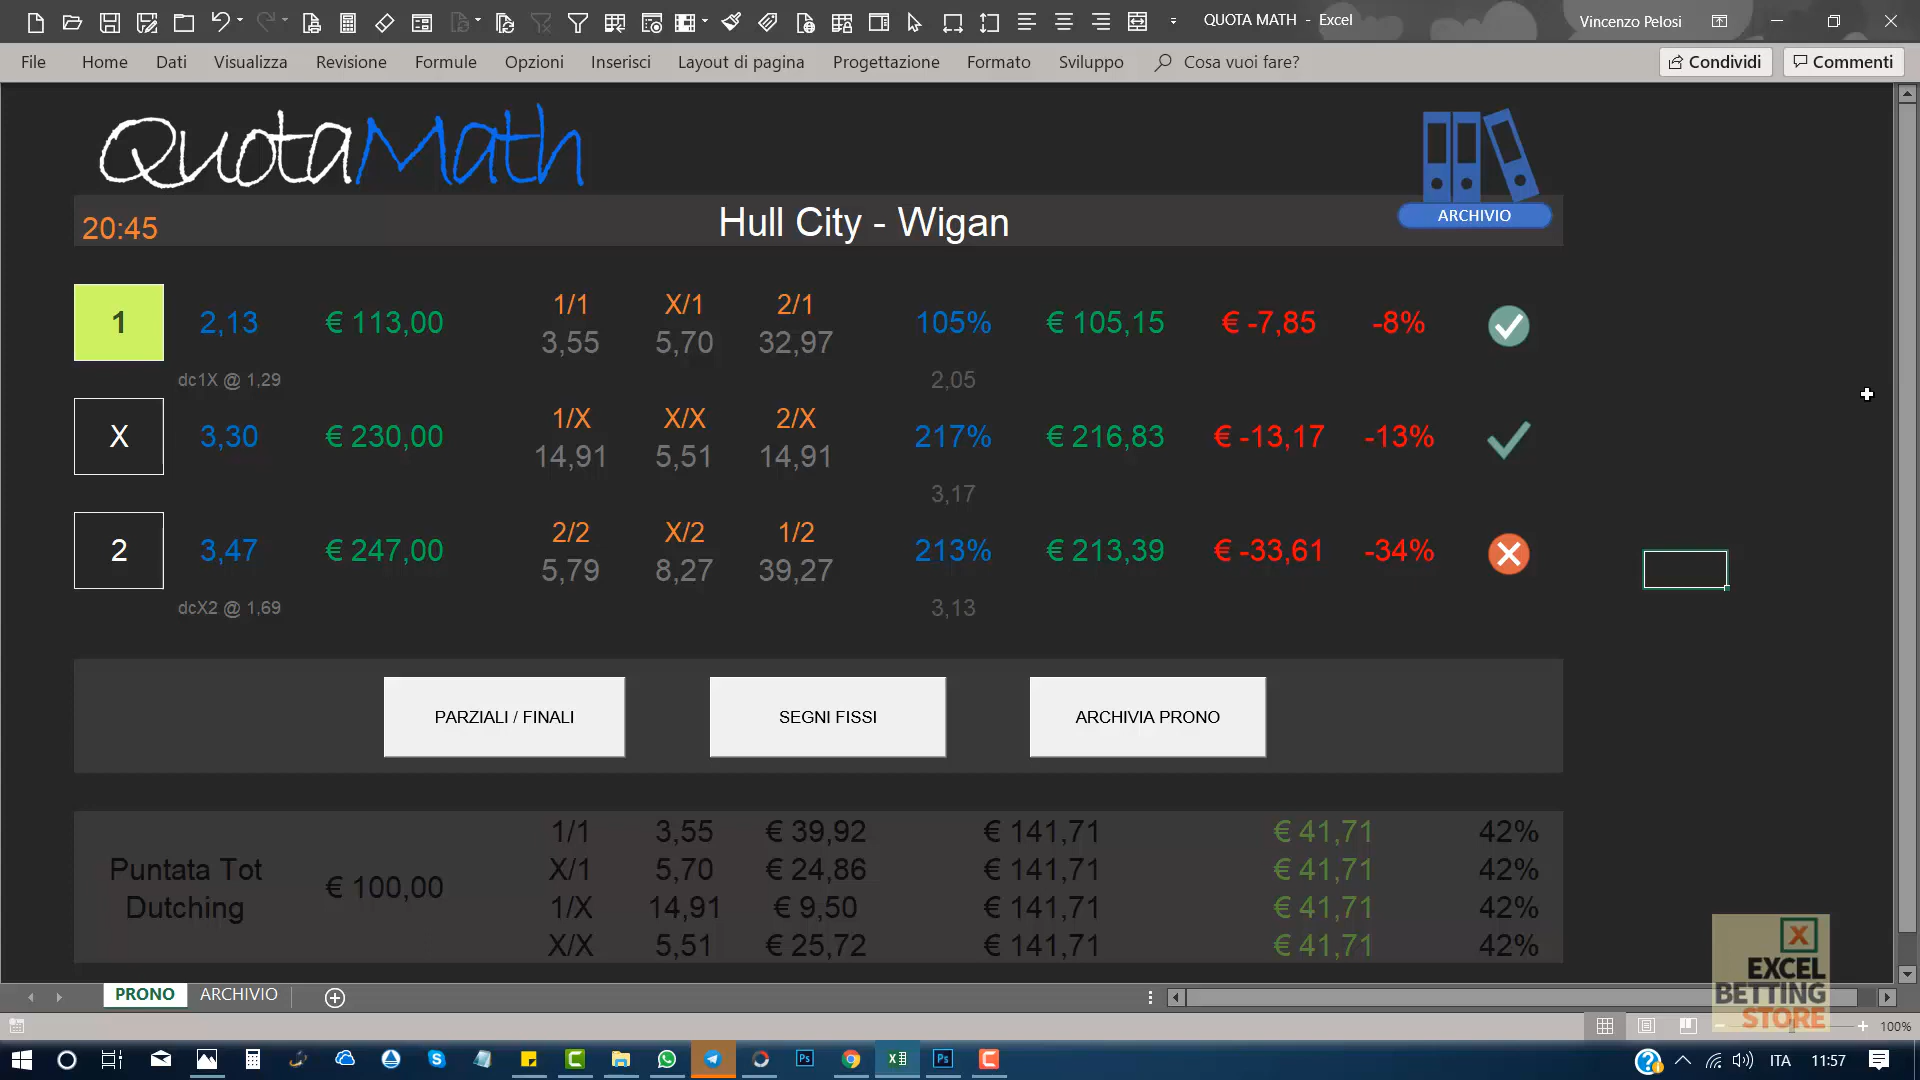 QUOTA MATH - Excel
Vincenzo Pelosi
File Home Dati Visualizza Revisione Formule Opzioni Inserisci Layout di pagina Progettazione Formato Sviluppo Cosa vuoi fare? Condividi Commenti
QuotaMath
ARCHIVIO
20:45 Hull City - Wigan
1/1 X/1 2/1
1 2,13 € 113,00 105% € 105,15 € -7,85 -8%
3,55 5,70 32,97
dc1X @ 1,29 2,05
1/X X/X 2/X
X 3,30 € 230,00 217% € 216,83 € -13,17 -13%
14,91 5,51 14,91
3,17
2/2 X/2 1/2
2 3,47 € 247,00 213% € 213,39 € -33,61 -34%
5,79 8,27 39,27
dcX2 @ 1,69 3,13
PARZIALI / FINALI SEGNI FISSI ARCHIVIA PRONO
1/1 3,55 € 39,92 € 141,71 € 41,71 42%
Puntata Tot
X/1 5,70 € 24,86 € 141,71 € 41,71 42%
€ 100,00
Dutching
1/X 14,91 € 9,50 € 141,71 € 41,71 42%
X/X 5,51 € 25,72 € 141,71 € 41,71 42%
X
EXCEL
BETTING
STORE
PRONO ARCHIVIO
100%
ITA 11:57